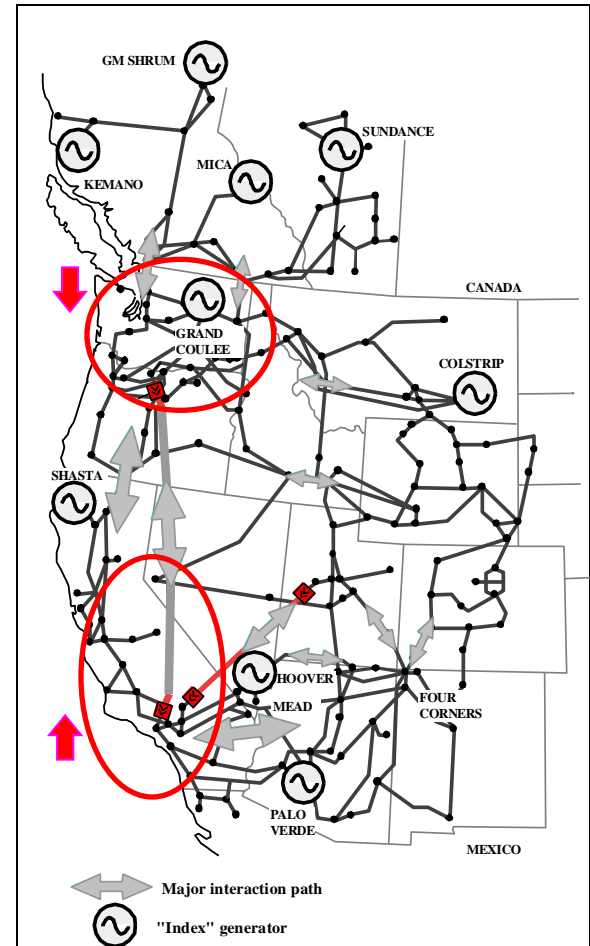 GM SHRUM
SUNDANCE
MICA
KEMANO
CANADA
GRAND
COULEE
COLSTRIP
SHASTA
HOOVER
MEAD
FOUR
CORNERS
PALO
VERDE
MEXICO
Major interaction path
"Index" generator